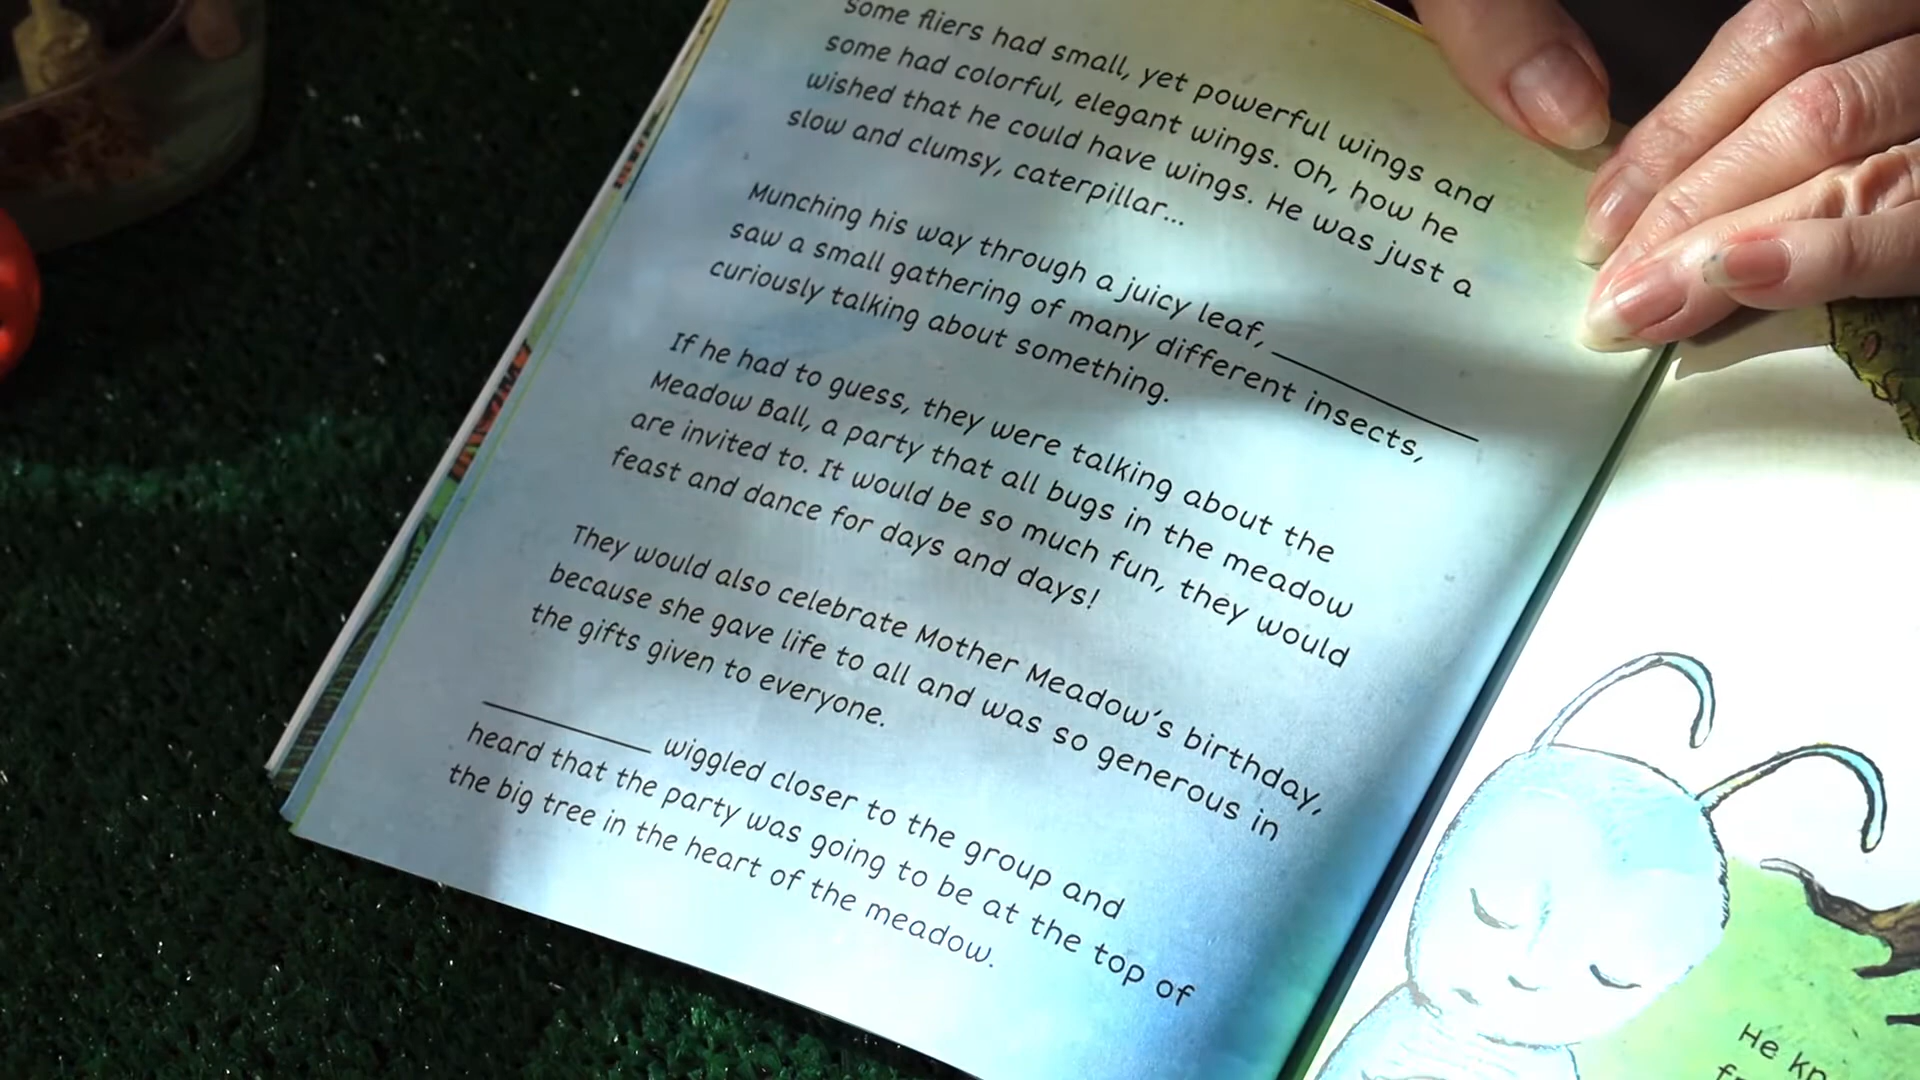 Some fliers had small, yet powerful wings and
some had colorful, elegant wings. Oh, how he
wished that he could have wings. He was just a
slow and clumsy, caterpillar...
Munching his way through a juicy leaf, __________
saw a small gathering of many different insects,
curiously talking about something.
If he had to guess, they were talking about the
Meadow Ball, a party that all bugs in the meadow
are invited to. It would be so much fun, they would
feast and dance for days and days!
They would also celebrate Mother Meadow's birthday,
because she gave life to all and was so generous in
the gifts given to everyone.
__________ wiggled closer to the group and
heard that the party was going to be at the top of
the big tree in the heart of the meadow.
He